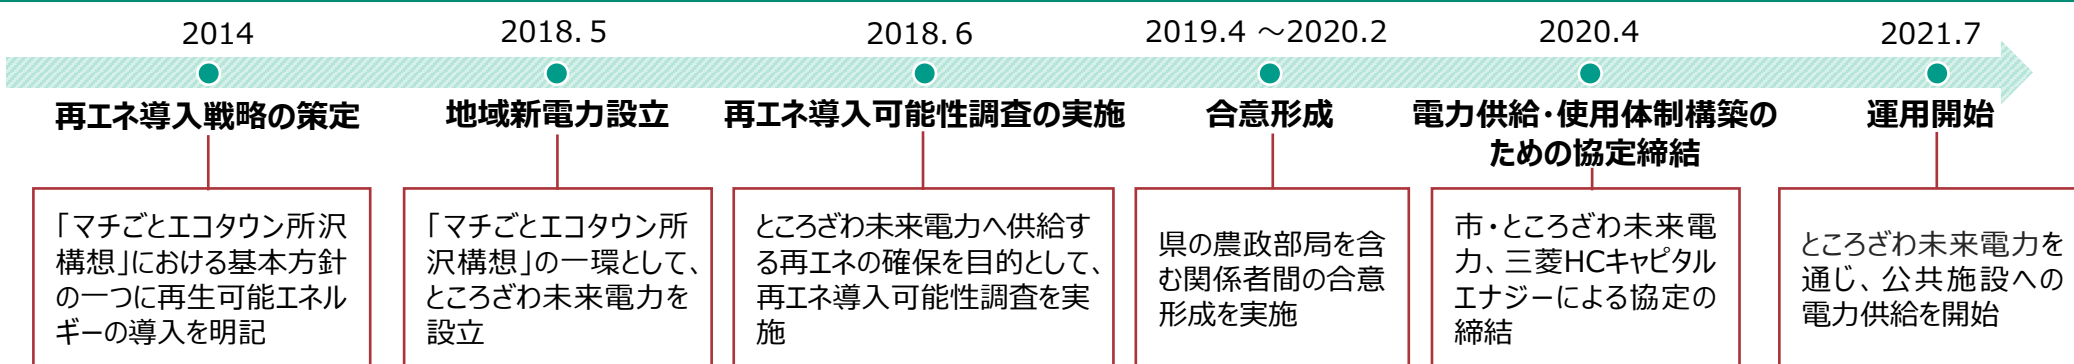 2014
再エネ導入戦略の策定
「マチごとエコタウン所沢
構想」における基本方針
の一つに再生可能エネル
ギーの導入を明記
2018. 5
地域新電力設立
「マチごとエコタウン所
沢構想」の一環として、
ところざわ未来電力を
設立
2018. 6
再エネ導入可能性調査の実施
ところざわ未来電力へ供給す
る再エネの確保を目的として、
再エネ導入可能性調査を実
施
2019.4 ～2020.2
合意形成
県の農政部局を含
む関係者間の合意
形成を実施
2020.4
電力供給・使用体制構築の
ための協定締結
市・ところざわ未来電
力、三菱HCキャピタル
エナジーによる協定の
締結
2021.7
運用開始
ところざわ未来電力を
通じ、公共施設への
電力供給を開始